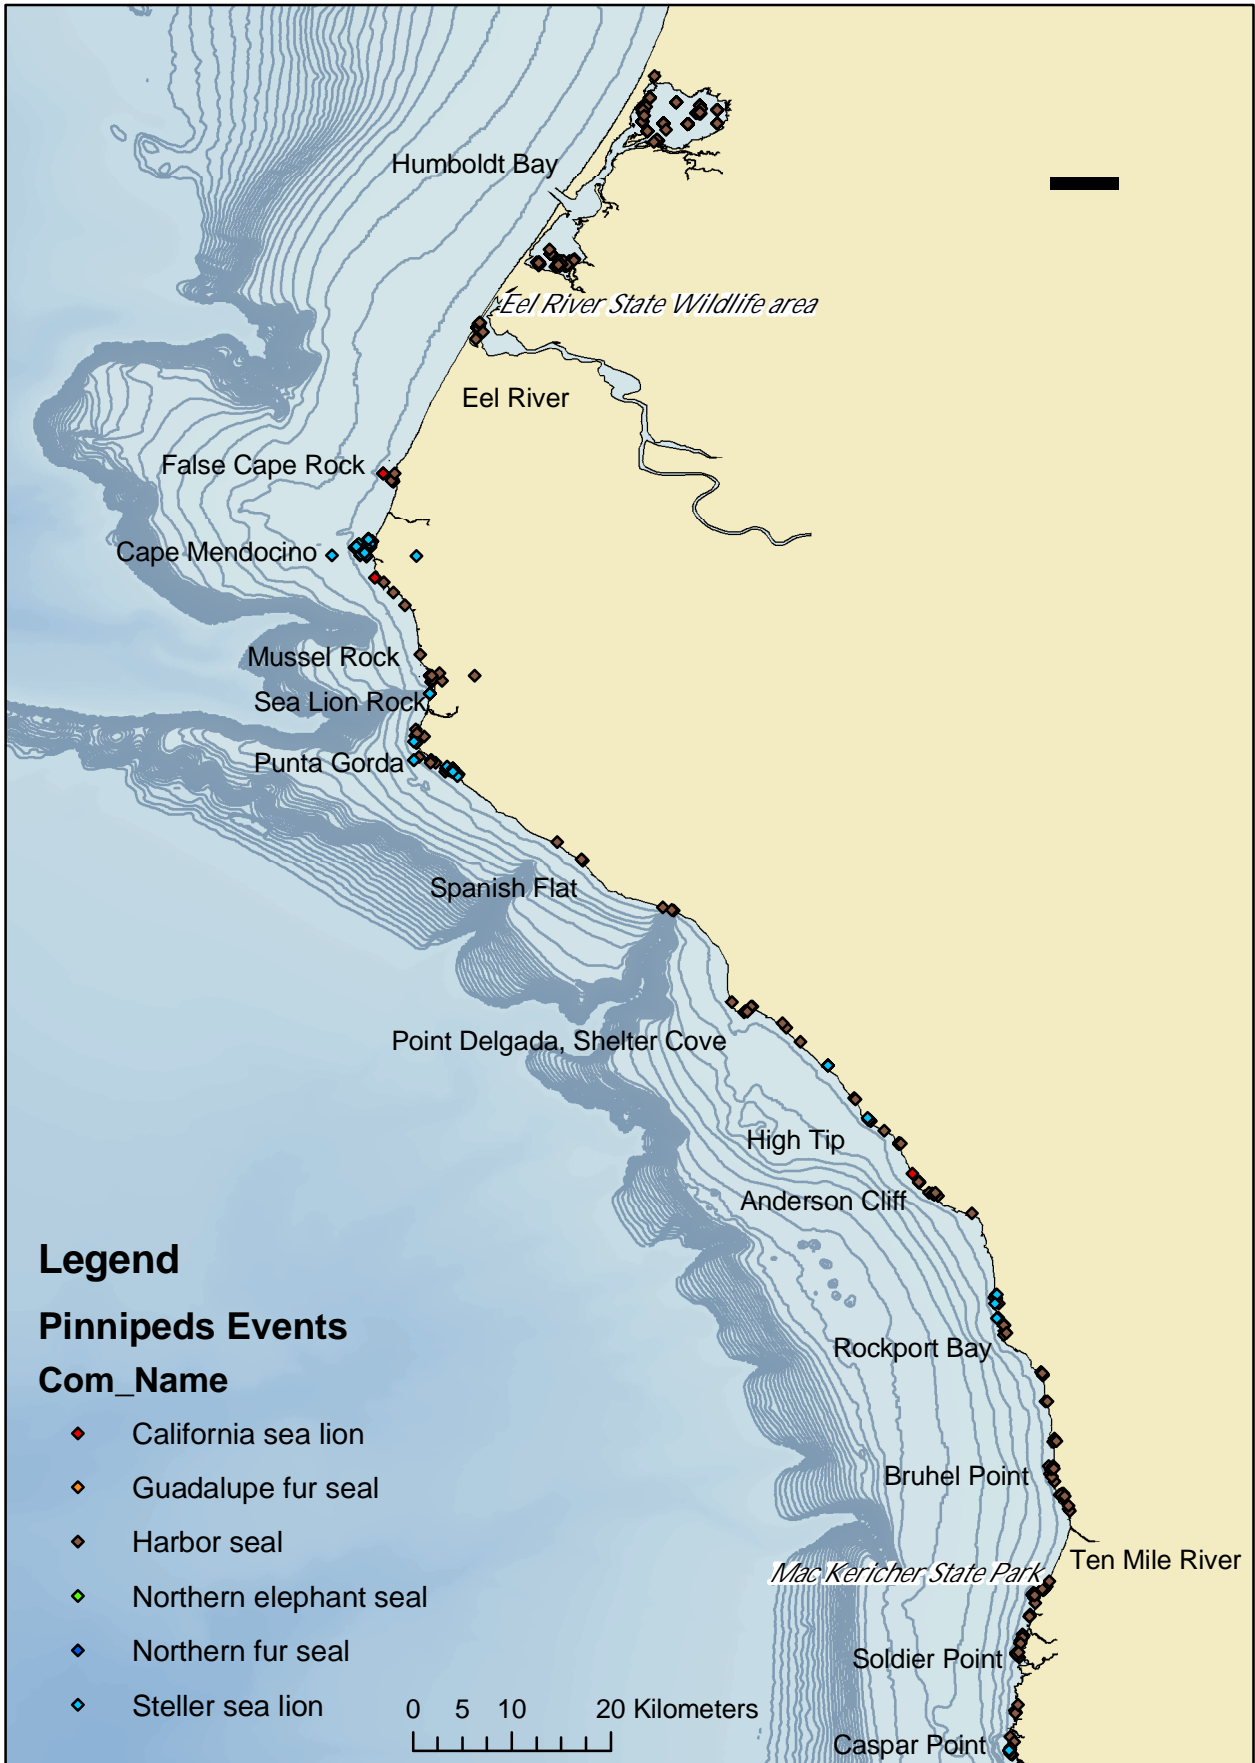 Humboldt Bay
Eel River State Wildlife area
Eel River
False Cape Rock
Cape Mendocino
Mussel Rock
Sea Lion Rock
Punta Gorda
Spanish Flat
Point Delgada, Shelter Cove
High Tip
Anderson Cliff
Rockport Bay
Bruhel Point
Ten Mile River
Mac Kericher State Park
Soldier Point
Caspar Point
Legend
Pinnipeds Events
Com_Name
California sea lion
Guadalupe fur seal
Harbor seal
Northern elephant seal
Northern fur seal
Steller sea lion
0 5 10 20 Kilometers